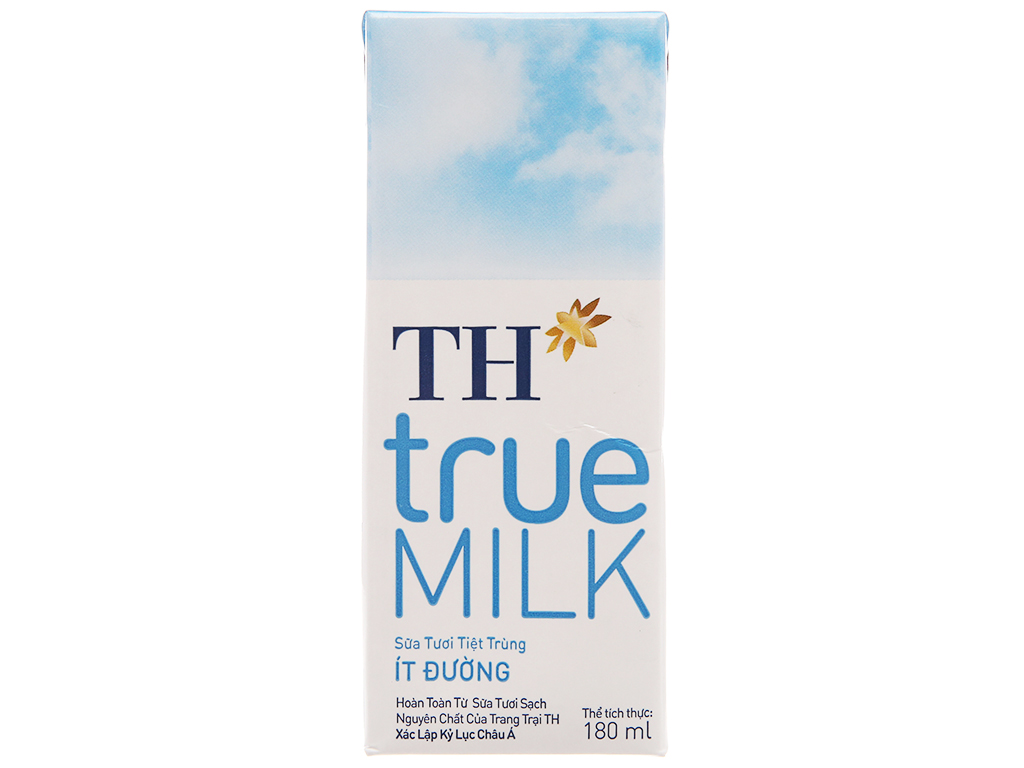 TH
true
MILK
Sữa Tươi Tiệt Trùng
ÍT ĐƯỜNG
Hoàn Toàn Từ Sữa Tươi Sạch
Nguyên Chất Của Trang Trại TH
Xác Lập Kỷ Lục Châu Á
Thể tích thực:
180 ml